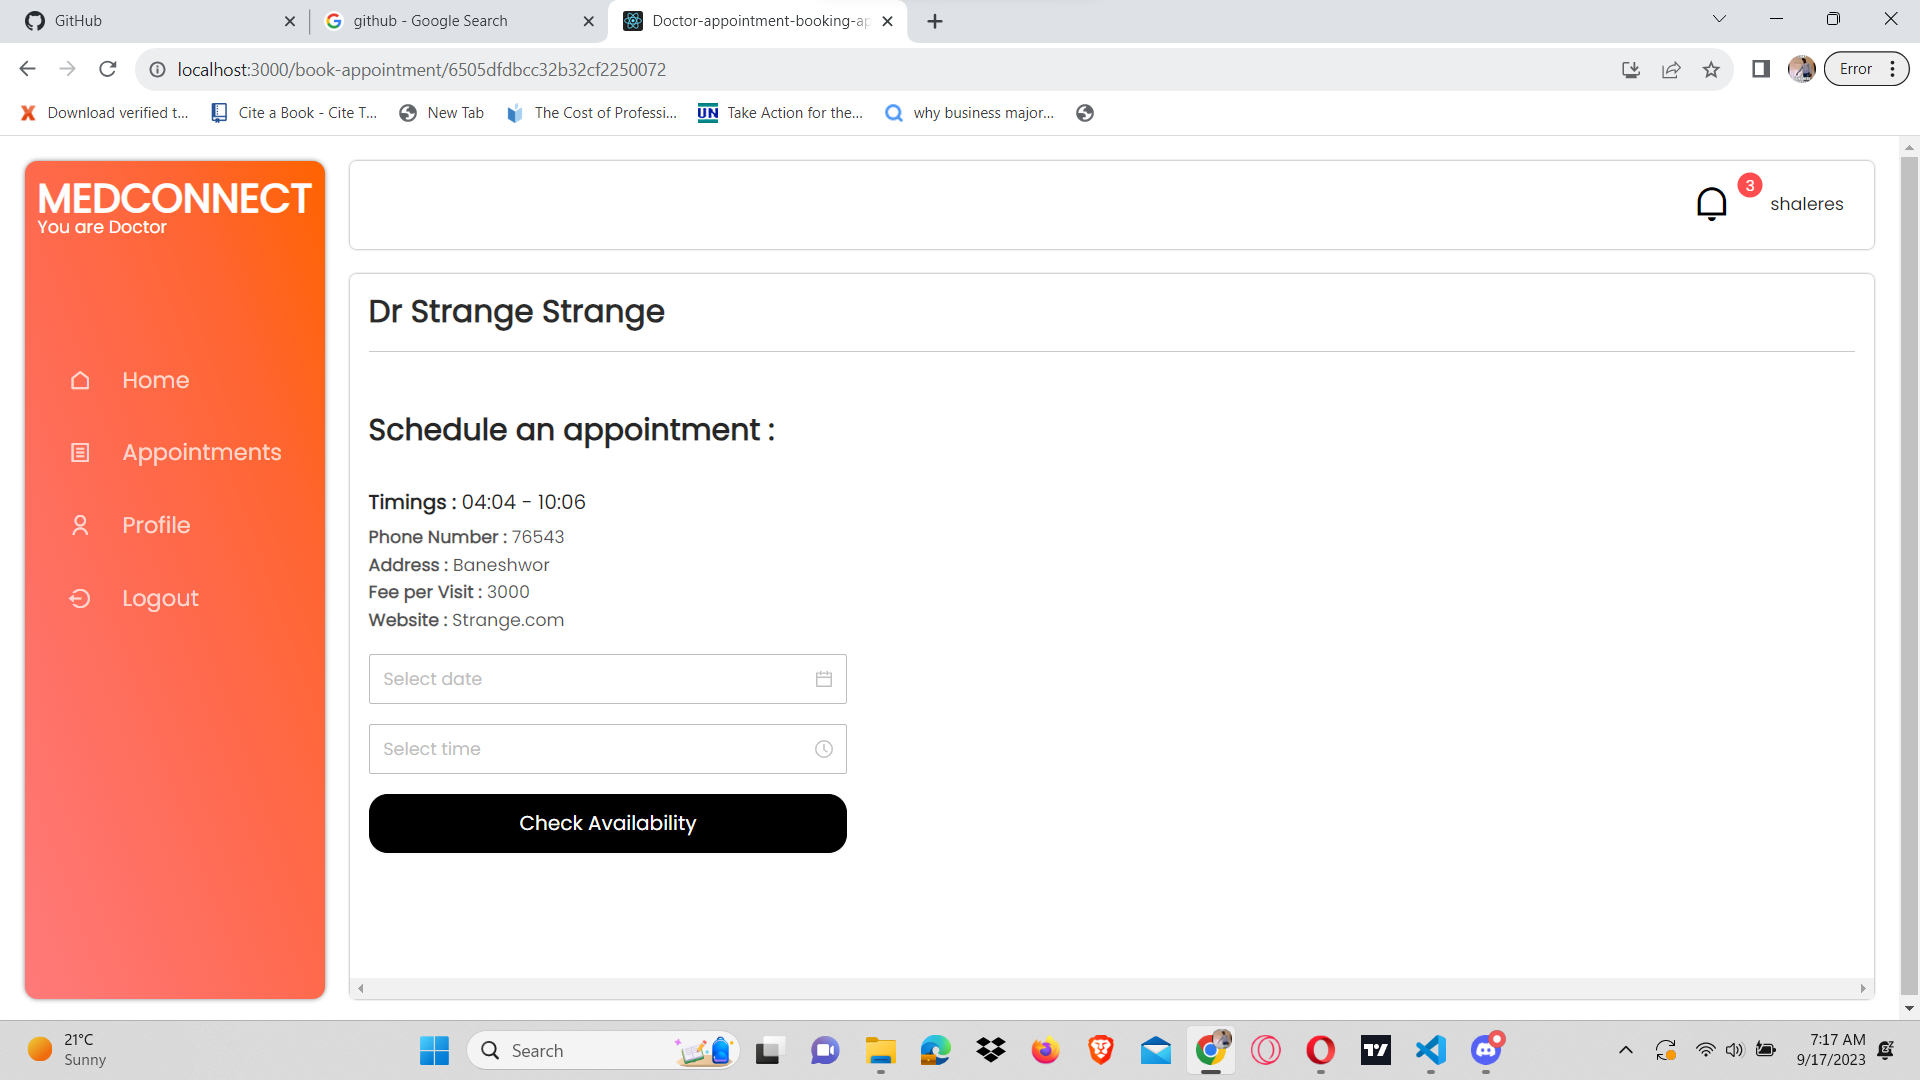 GitHub
github - Google Search
Doctor-appointment-booking-ap
localhost:3000/book-appointment/6505dfdbcc32b32cf2250072
Error
Download verified t...
Cite a Book - Cite T...
New Tab
The Cost of Professi...
UN
Take Action for the...
why business major...
MEDCONNECT
You are Doctor
Home
Appointments
Profile
Logout
3
shaleres
Dr Strange Strange
Schedule an appointment :
Timings : 04:04 - 10:06
Phone Number : 76543
Address : Baneshwor
Fee per Visit : 3000
Website : Strange.com
Select date
Select time
Check Availability
21°C
Sunny
Search
7:17 AM
9/17/2023